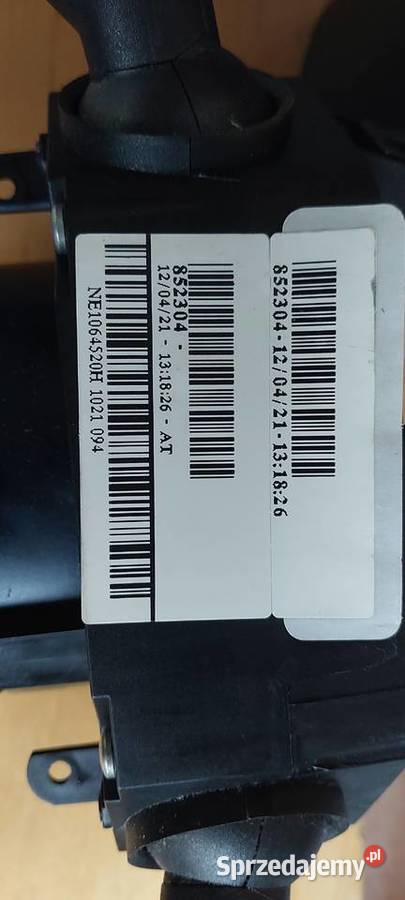 852304-12/04/21-13:18:26
852304 -
12/04/21 - 13:18:26 - AT
NE1064520H 1021 094
Sprzedajemy.pl